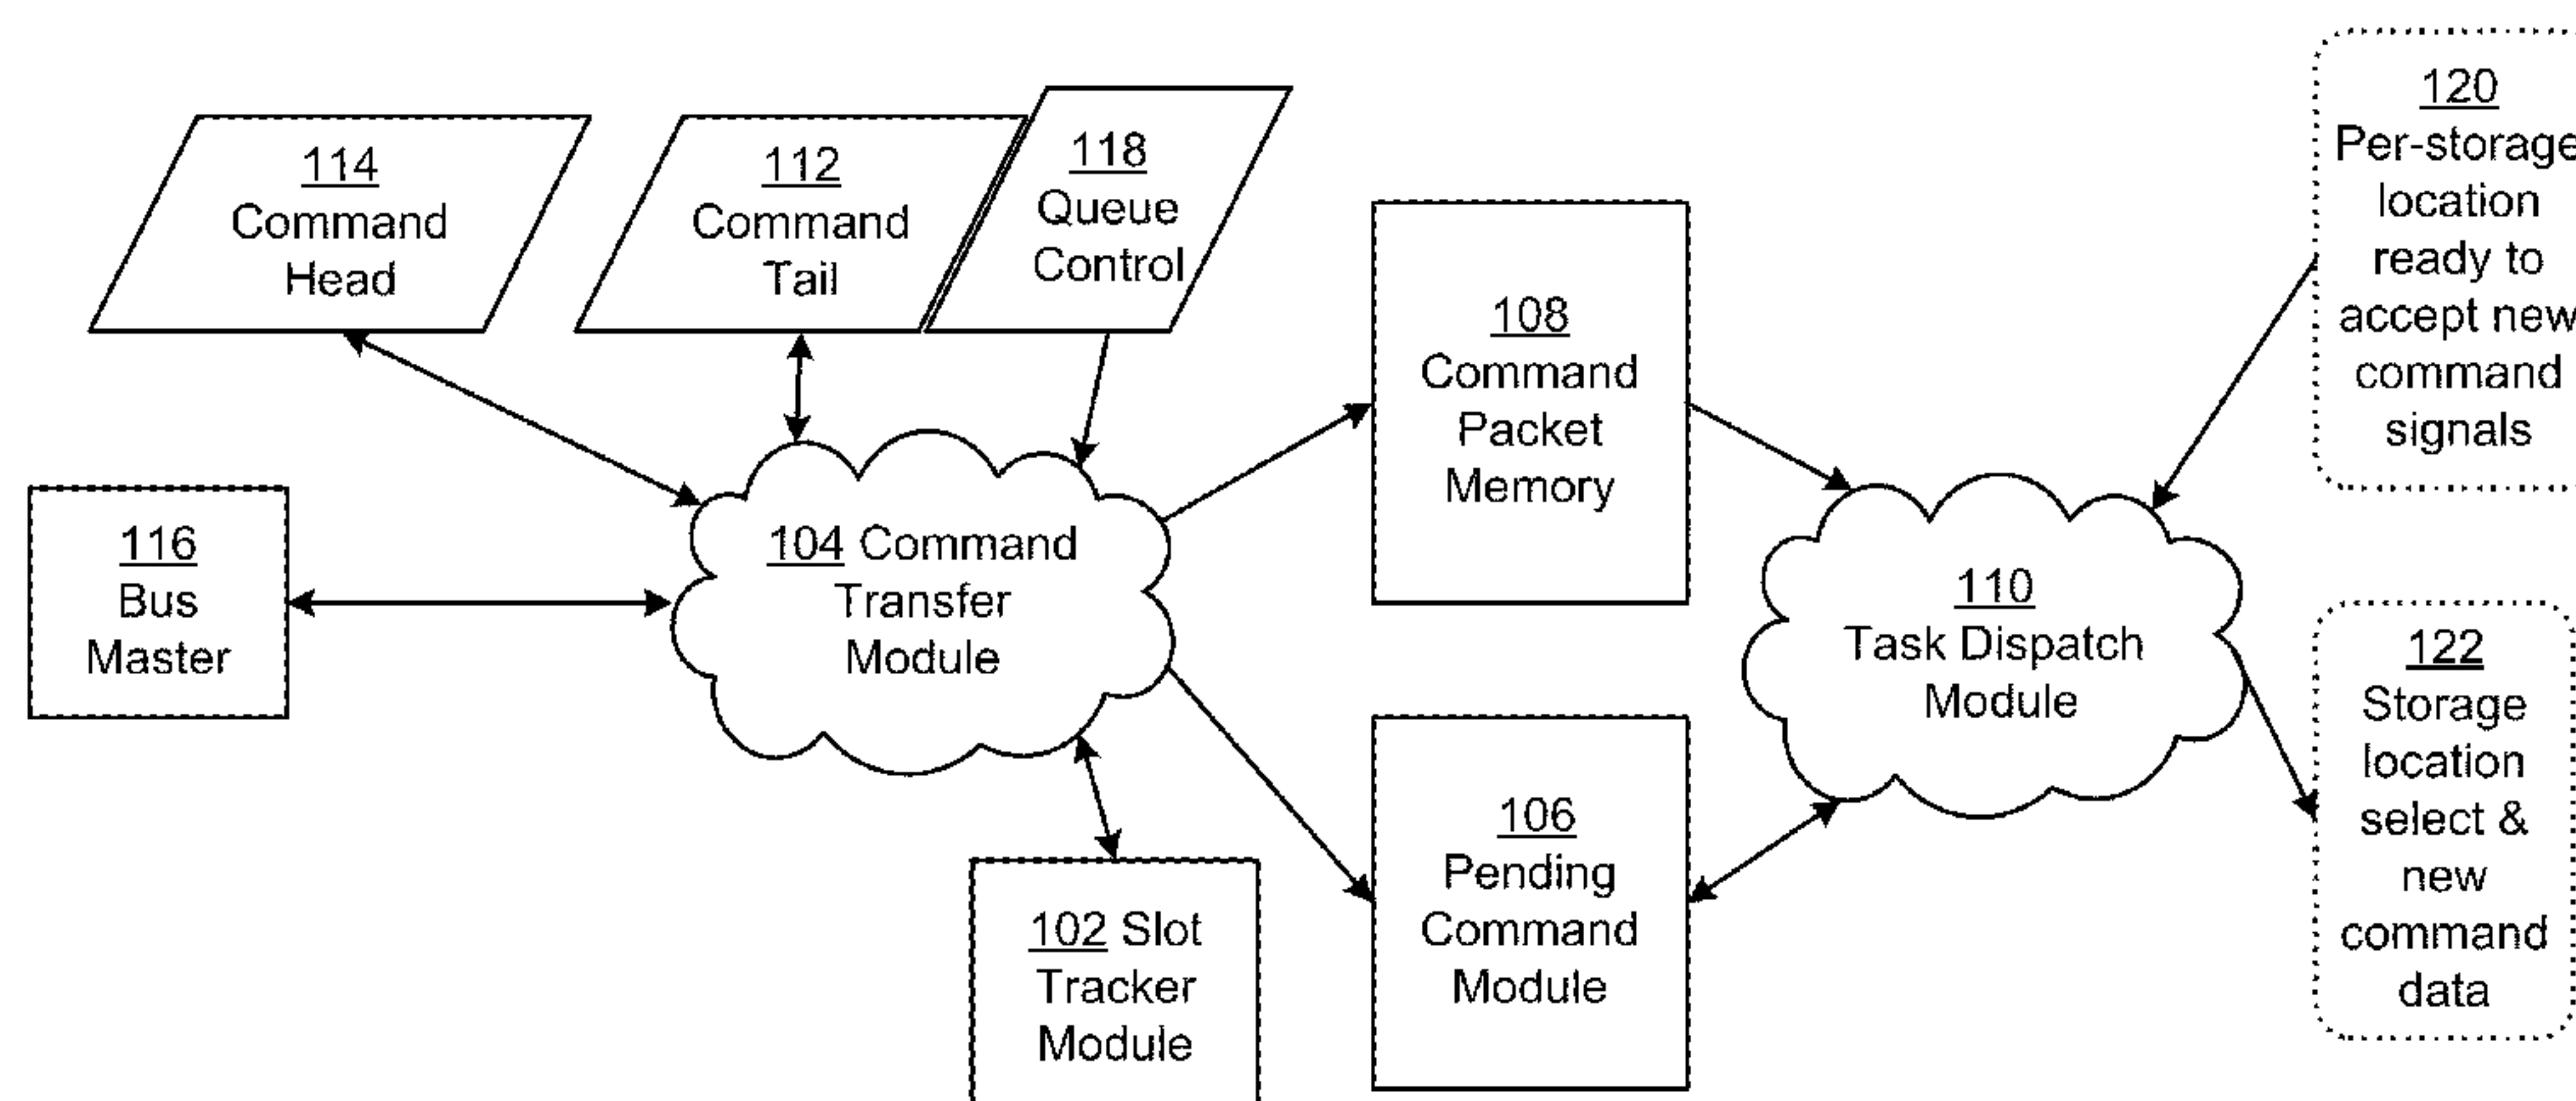 114
Command
Head
112
Command
Tail
118
Queue
Control
116
Bus
Master
104 Command
Transfer
Module
102 Slot
Tracker
Module
108
Command
Packet
Memory
106
Pending
Command
Module
110
Task Dispatch
Module
120
Per-storage
location
ready to
accept new
command
signals
122
Storage
location
select &
new
command
data